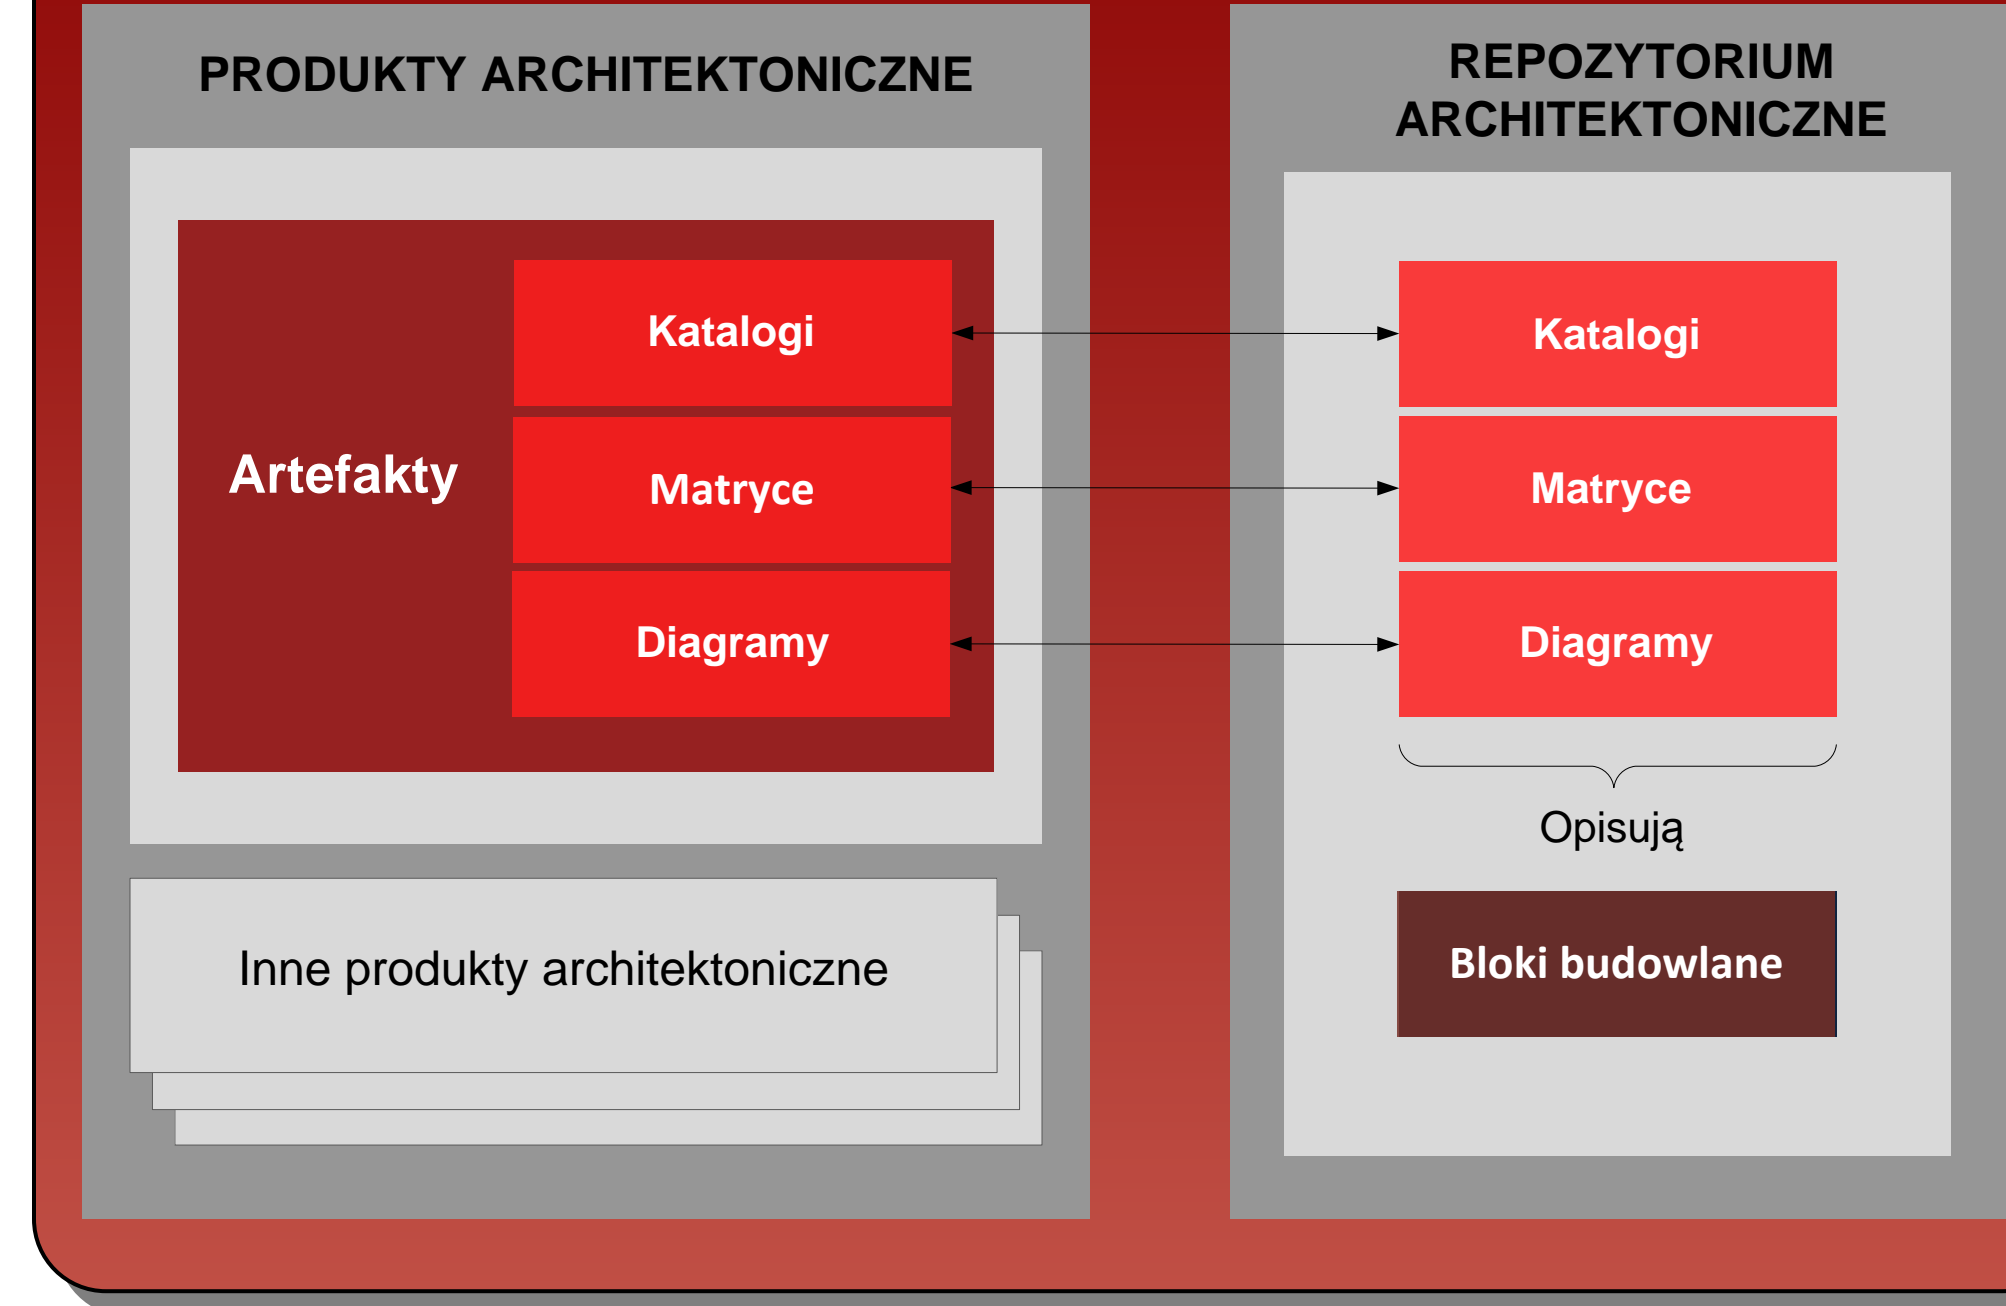 PRODUKTY ARCHITEKTONICZNE
Artefakty
Katalogi
Matryce
Diagramy
Inne produkty architektoniczne
REPOZYTORIUM
ARCHITEKTONICZNE
Katalogi
Matryce
Diagramy
Opisują
Bloki budowlane